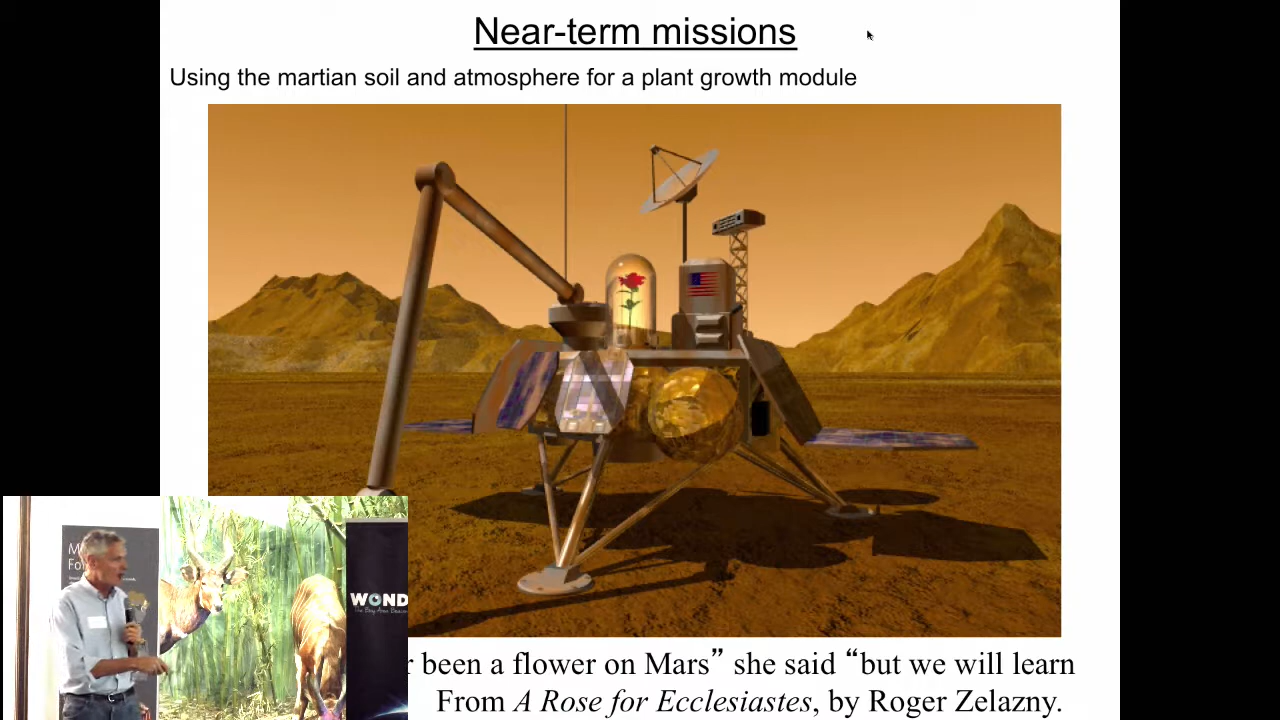 Near-term missions
Using the martian soil and atmosphere for a plant growth module
WOND
been a flower on Mars” she said “but we will learn
From A Rose for Ecclesiastes, by Roger Zelazny.